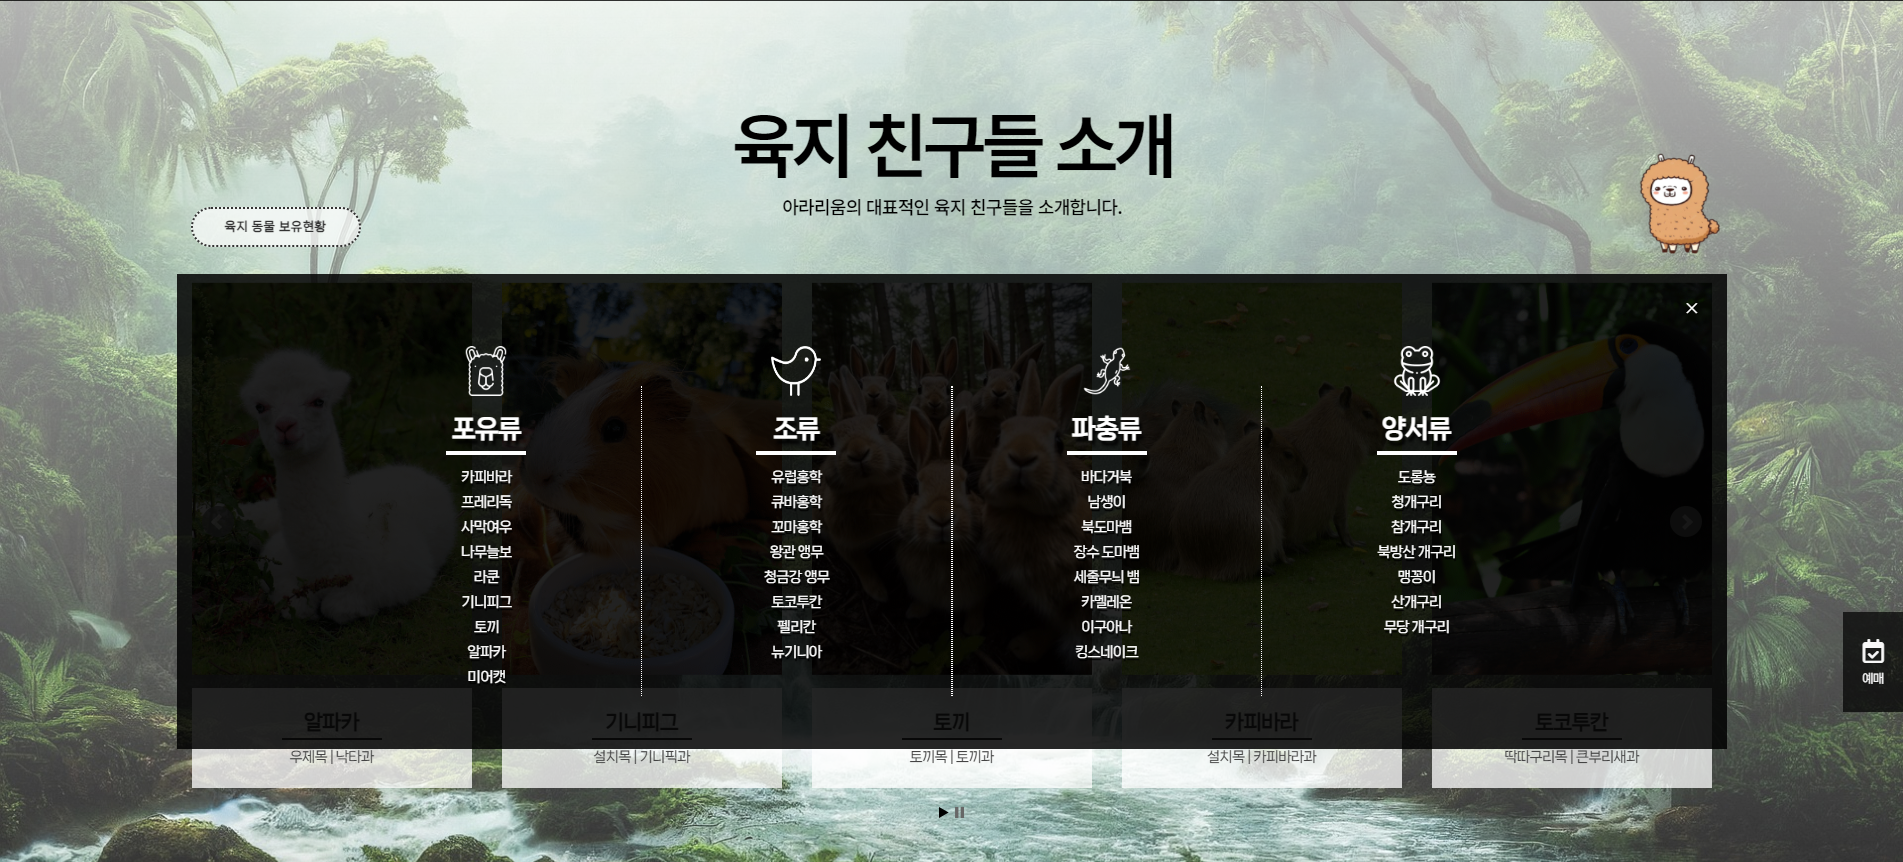 육지 친구들 소개
아라리움의 대표적인 육지 친구들을 소개합니다.
육지 동물 보유현황
포유류
카피바라
프레리독
사막여우
나무늘보
라쿤
기니피그
토끼
알파카
미어캣
조류
유럽홍학
큐바홍학
꼬마홍학
왕관 앵무
청금강 앵무
토코투칸
펠리칸
뉴기니아
파충류
바다거북
남생이
북도마뱀
장수 도마뱀
세줄무늬 뱀
카멜레온
이구아나
킹스네이크
양서류
도롱뇽
청개구리
참개구리
북방산 개구리
맹꽁이
산개구리
무당 개구리
예매
알파카
우제목 | 낙타과
기니피그
설치목 | 기니픽과
토끼
토끼목 | 토끼과
카피바라
설치목 | 카피바라과
토코투칸
딱따구리목 | 큰부리새과